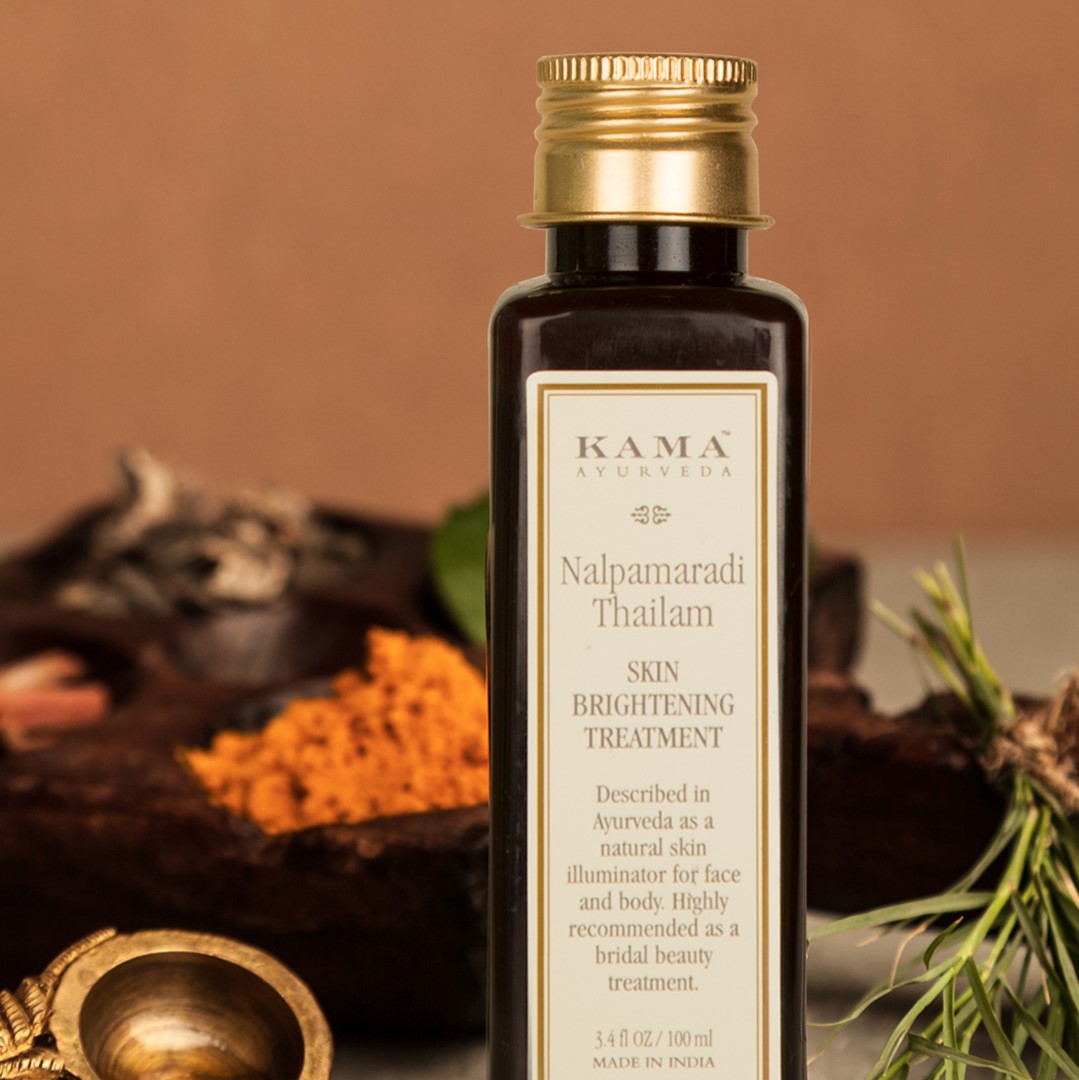 KAMA™
AYURVEDA
Nalpamaradi
Thailam
SKIN
BRIGHTENING
TREATMENT
Described in
Ayurveda as a
natural skin
illuminator for face
and body. Highly
recommended as a
bridal beauty
treatment.
3.4 fl OZ / 100 ml
MADE IN INDIA